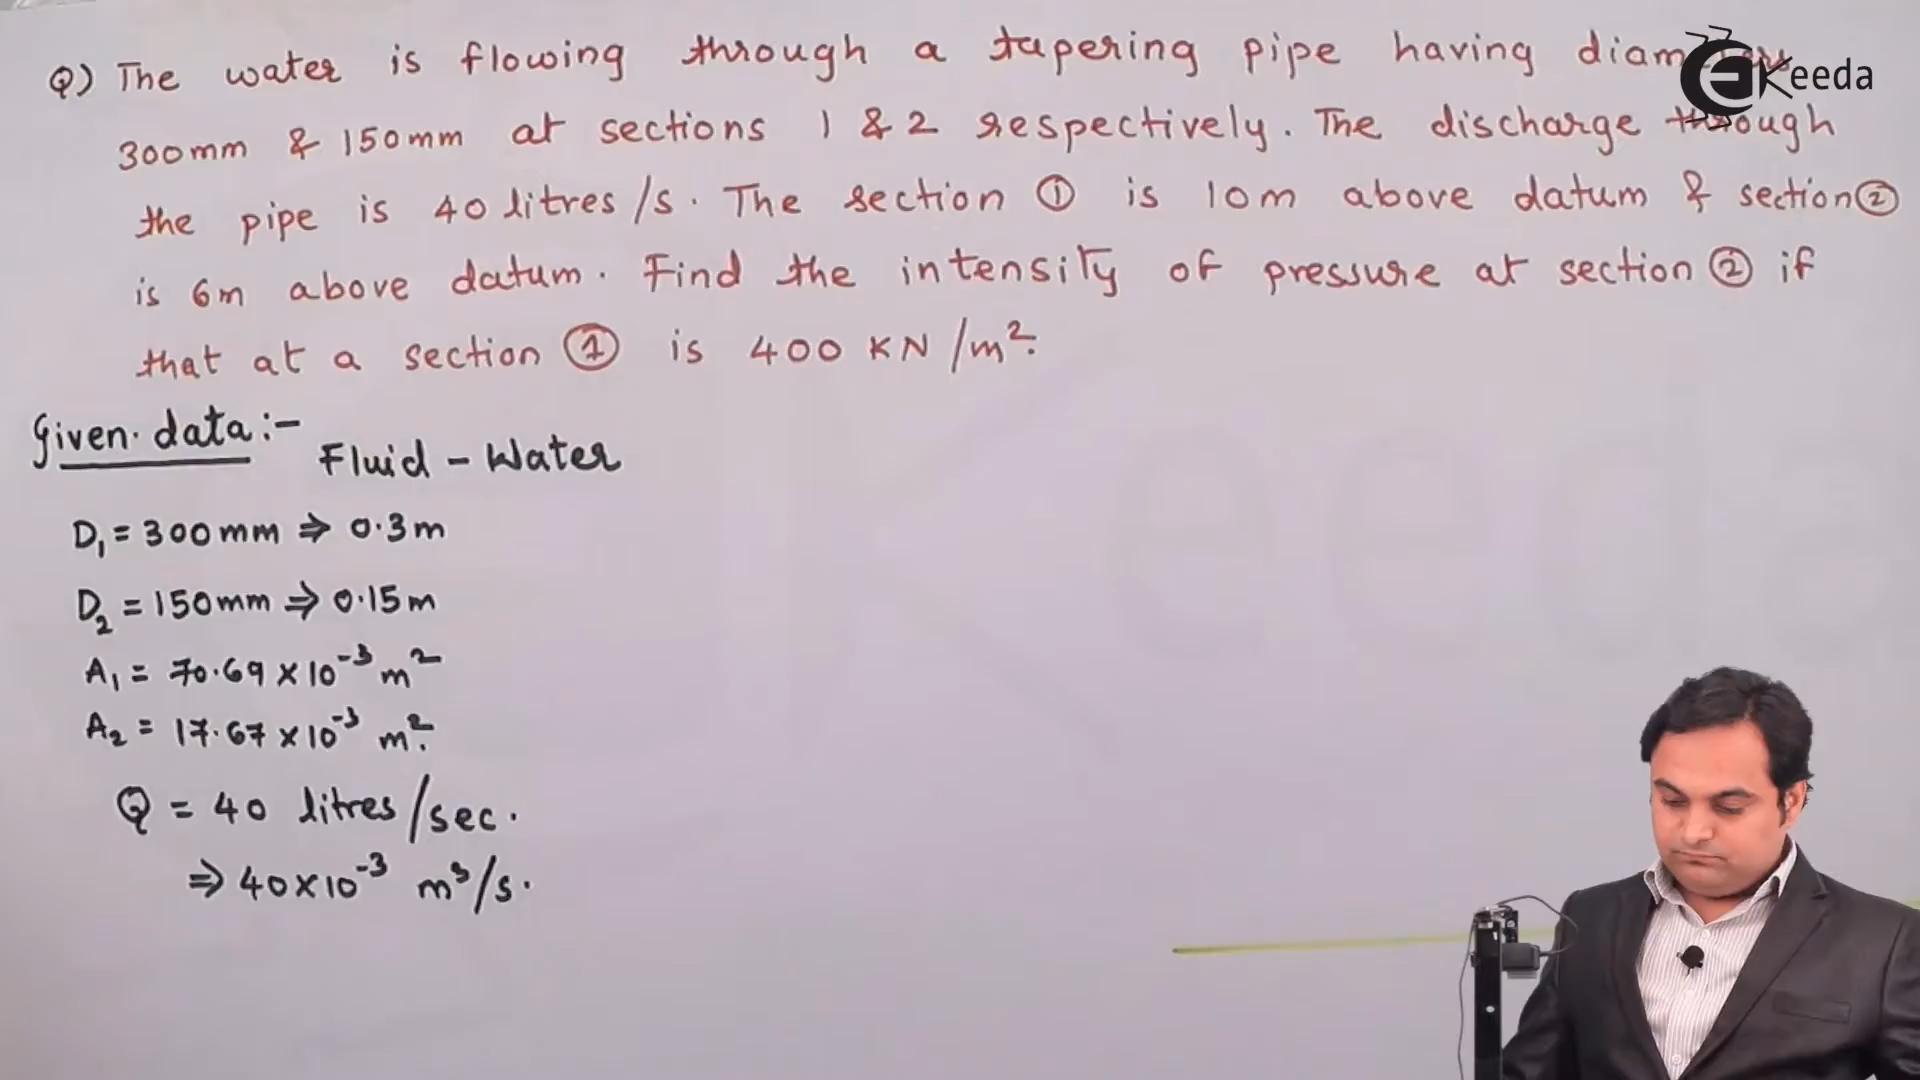 Q) The water is flowing through a tapering pipe having
300mm & 150mm at sections 1 & 2 respectively. The discharge through
the pipe is 40 litres/s. The section ① is 10m above datum & section②
is 6m above datum. Find the intensity of pressure at section ② if
that at a section ① is 400 KN/m².
Given data:-
Fluid - Water
D₁ = 300mm ⇒ 0.3m
D₂ = 150mm ⇒ 0.15m
A₁ = 70.69 × 10⁻³ m²
A₂ = 17.67 × 10⁻³ m².
Q = 40 litres/sec.
⇒ 40×10⁻³ m³/s.
Keeda
eeda